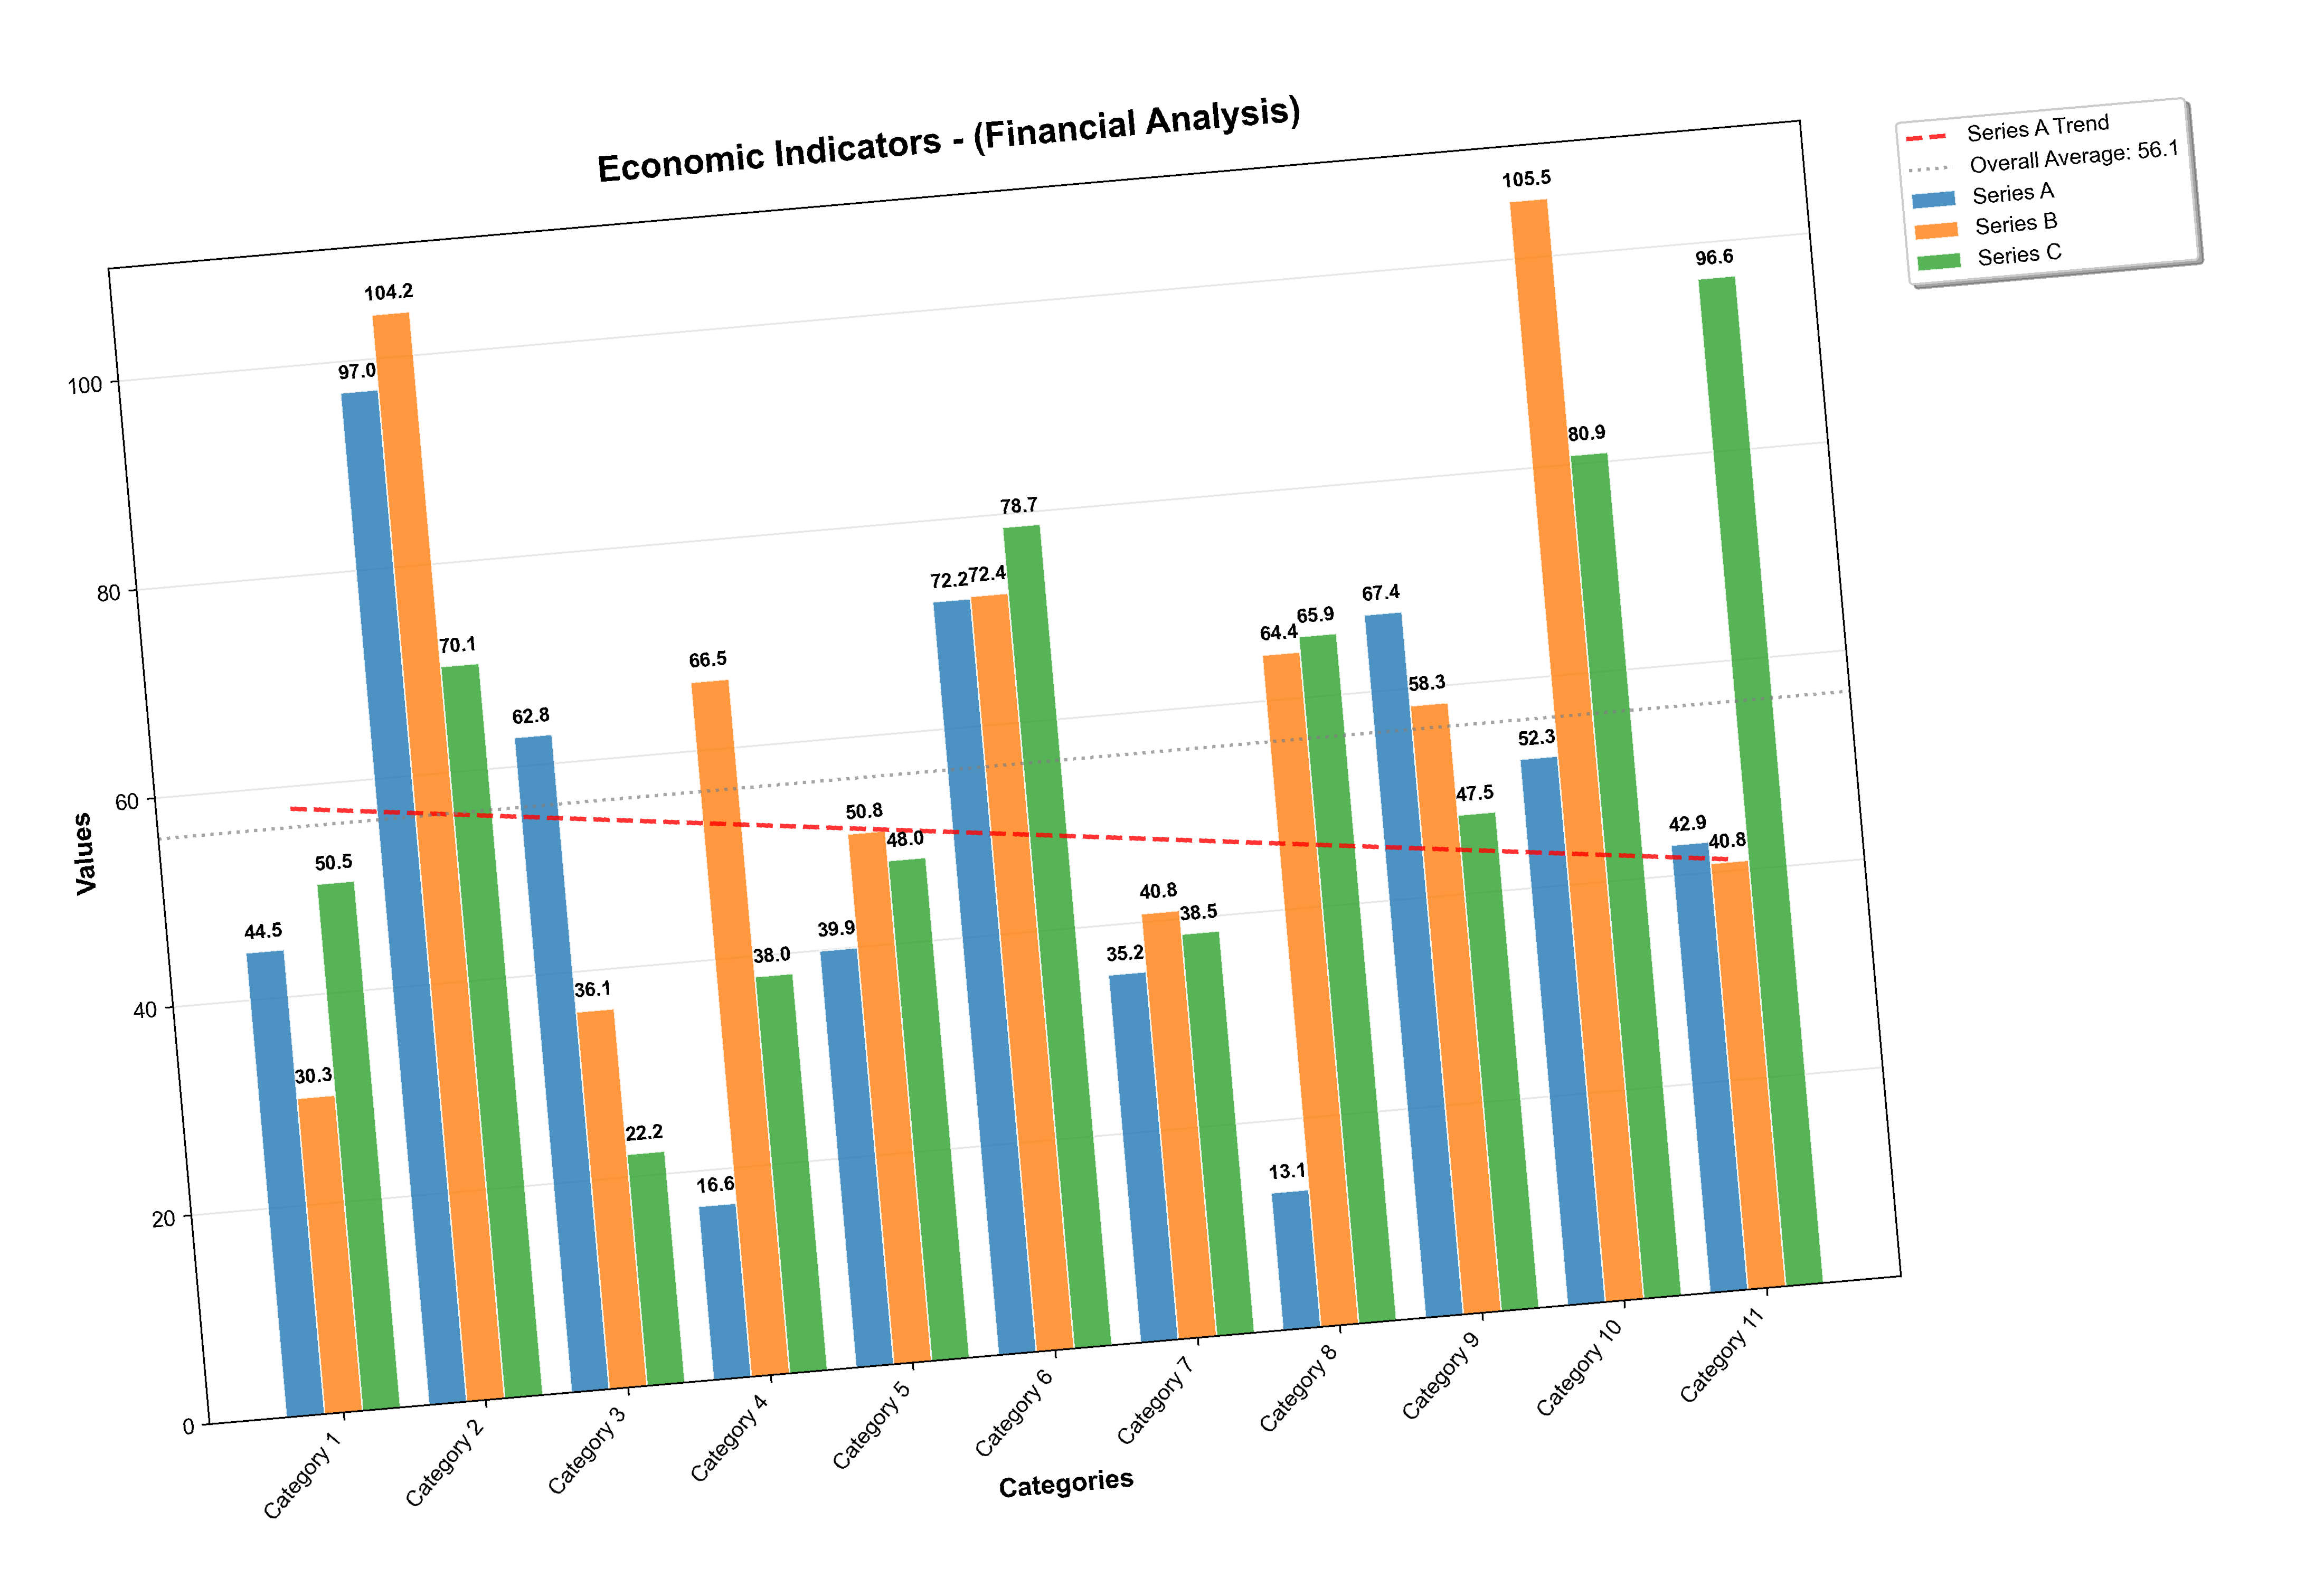 Economic Indicators - (Financial Analysis)
Series A Trend
Overall Average: 56.1
Series A
Series B
Series C
Values
100
80
60
40
20
0
44.5
30.3
50.5
97.0
104.2
70.1
62.8
36.1
22.2
16.6
66.5
38.0
39.9
50.8
48.0
72.2
72.4
78.7
35.2
40.8
38.5
13.1
64.4
65.9
67.4
58.3
47.5
52.3
105.5
80.9
42.9
40.8
96.6
Category 1
Category 2
Category 3
Category 4
Category 5
Category 6
Category 7
Category 8
Category 9
Category 10
Category 11
Categories